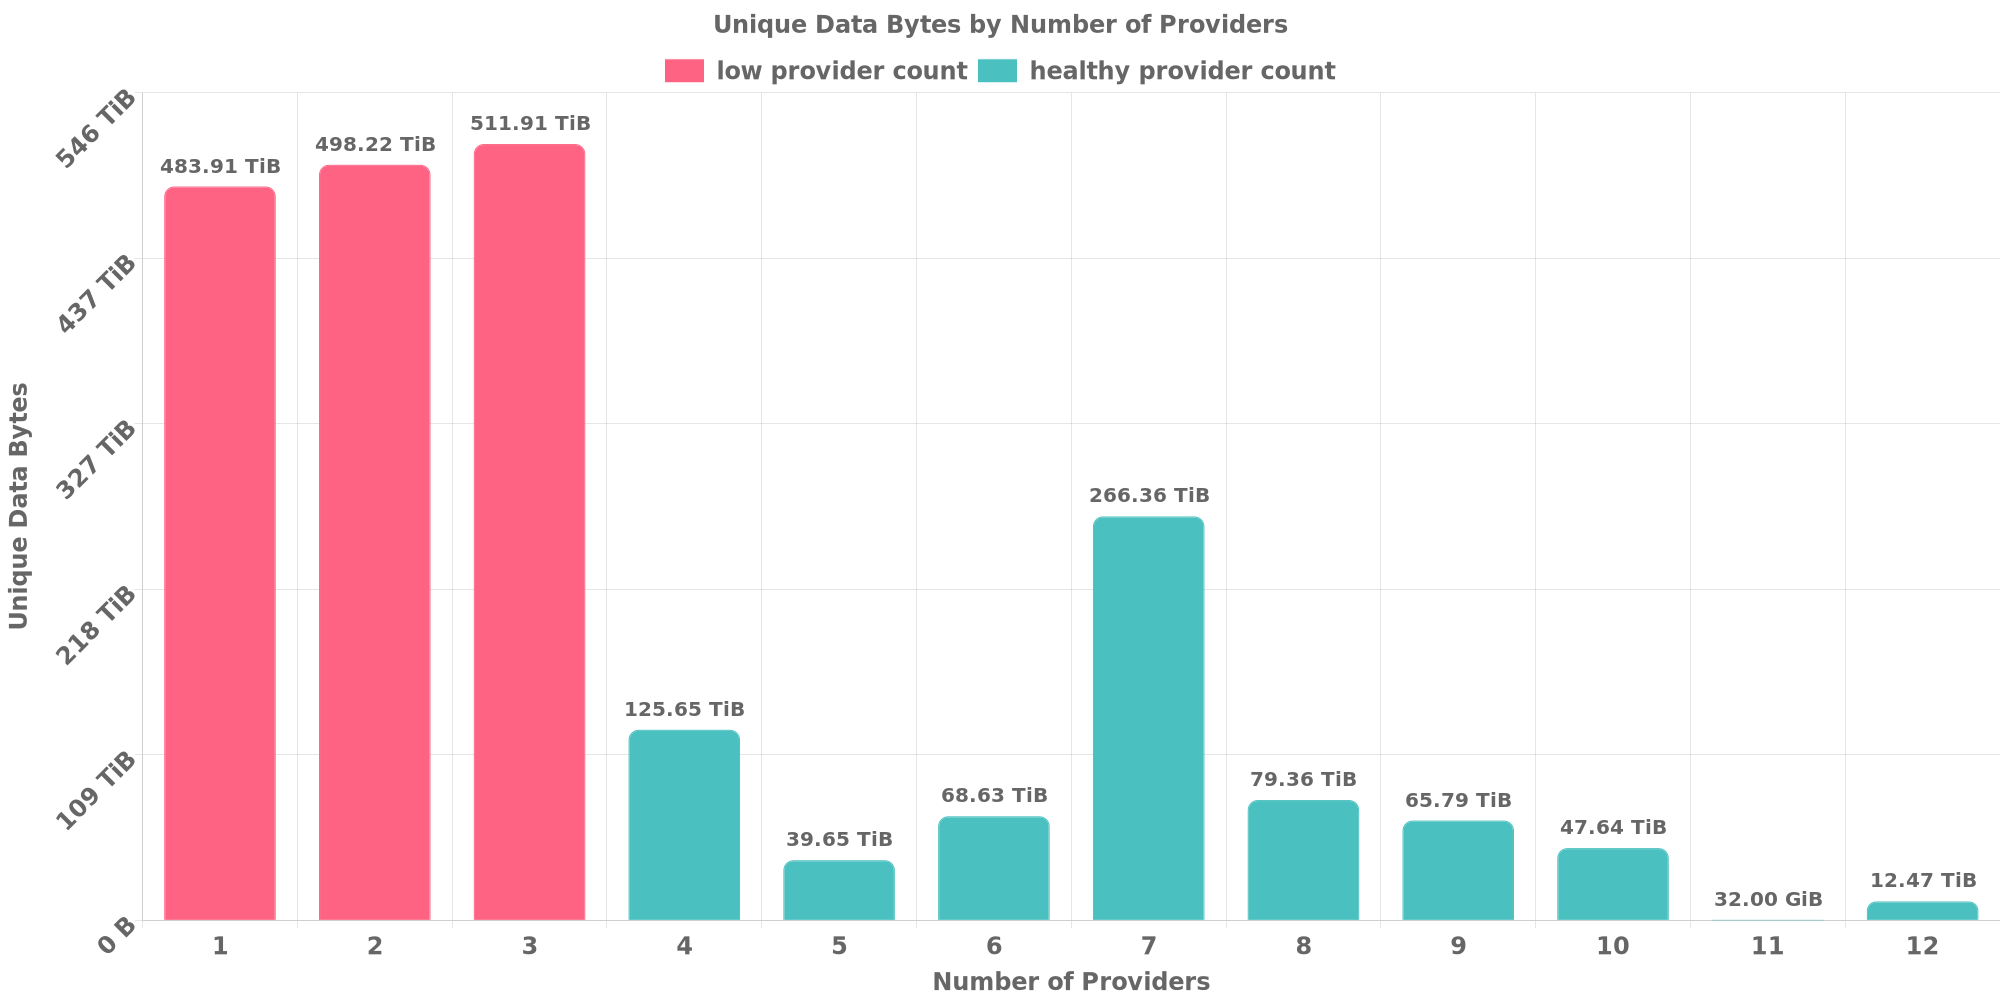 Unique Data Bytes by Number of Providers
low provider count healthy provider count
546 TiB
437 TiB
327 TiB
218 TiB
109 TiB
0 B
Unique Data Bytes
483.91 TiB
498.22 TiB
511.91 TiB
125.65 TiB
39.65 TiB
68.63 TiB
266.36 TiB
79.36 TiB
65.79 TiB
47.64 TiB
32.00 GiB
12.47 TiB
1 2 3 4 5 6 7 8 9 10 11 12
Number of Providers